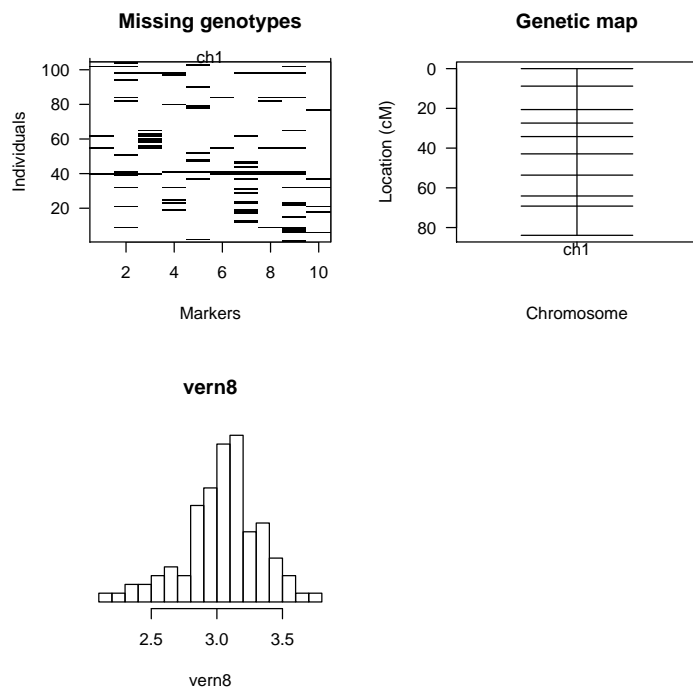 Missing genotypes
ch1
100
80
60
40
20
Individuals
2 4 6 8 10
Markers
Genetic map
0
20
40
60
80
Location (cM)
ch1
Chromosome
vern8
2.5 3.0 3.5
vern8